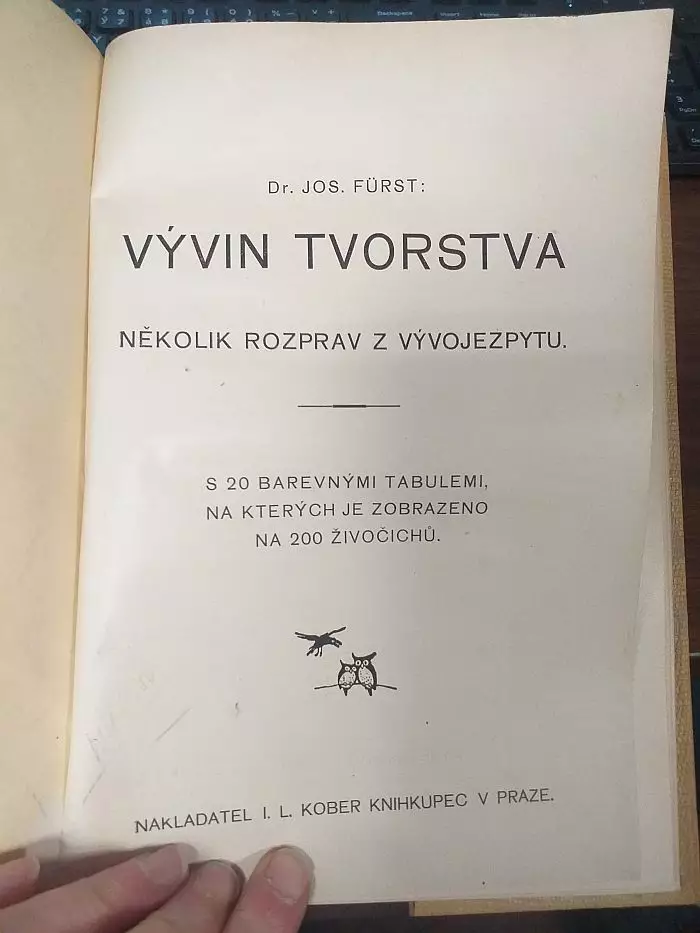 Dr. JOS. FÜRST:
VÝVIN TVORSTVA
NĚKOLIK ROZPRAV Z VÝVOJEZPYTU.
S 20 BAREVNÝMI TABULEMI,
NA KTERÝCH JE ZOBRAZENO
NA 200 ŽIVOČICHŮ.
NAKLADATEL I. L. KOBER KNIHKUPEC V PRAZE.